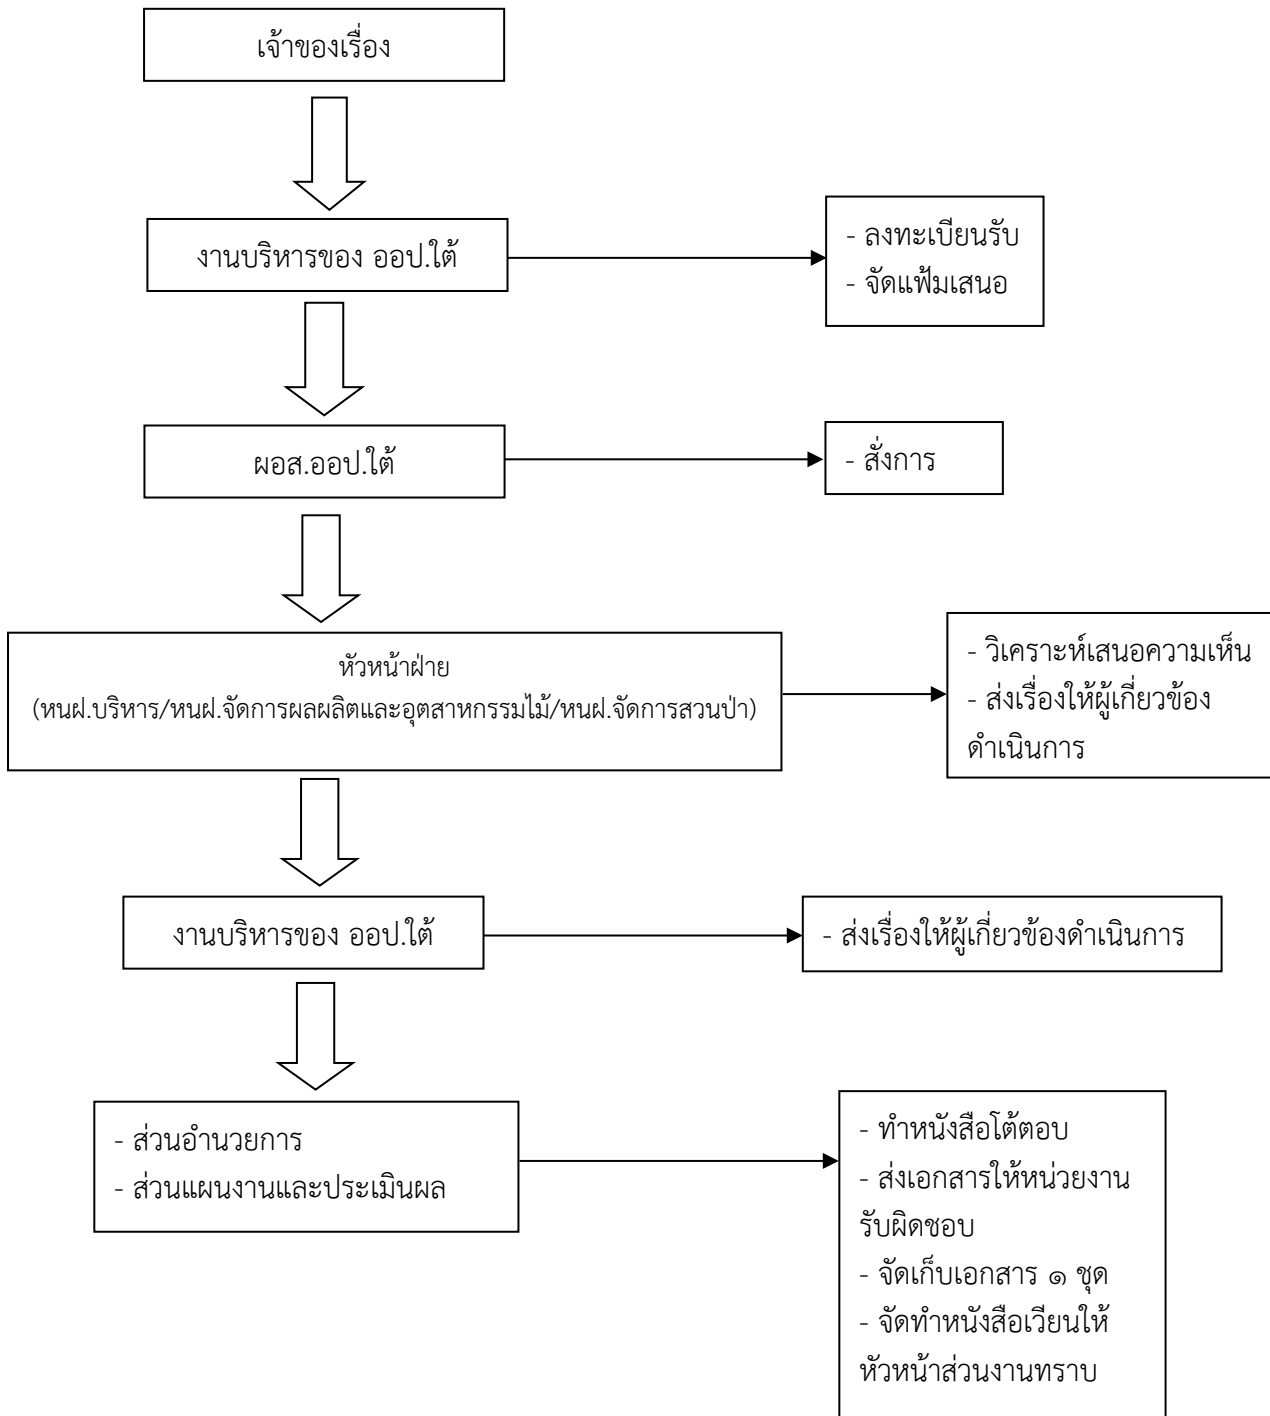 เจ้าของเรื่อง
งานบริหารของ ออป.ใต้
- ลงทะเบียนรับ
- จัดแฟ้มเสนอ
ผอส.ออป.ใต้
- สั่งการ
หัวหน้าฝ่าย
(หนฝ.บริหาร/หนฝ.จัดการผลผลิตและอุตสาหกรรมไม้/หนฝ.จัดการสวนป่า)
- วิเคราะห์เสนอความเห็น
- ส่งเรื่องให้ผู้เกี่ยวข้อง
ดำเนินการ
งานบริหารของ ออป.ใต้
- ส่งเรื่องให้ผู้เกี่ยวข้องดำเนินการ
- ส่วนอำนวยการ
- ส่วนแผนงานและประเมินผล
- ทำหนังสือโต้ตอบ
- ส่งเอกสารให้หน่วยงาน
รับผิดชอบ
- จัดเก็บเอกสาร ๑ ชุด
- จัดทำหนังสือเวียนให้
หัวหน้าส่วนงานทราบ